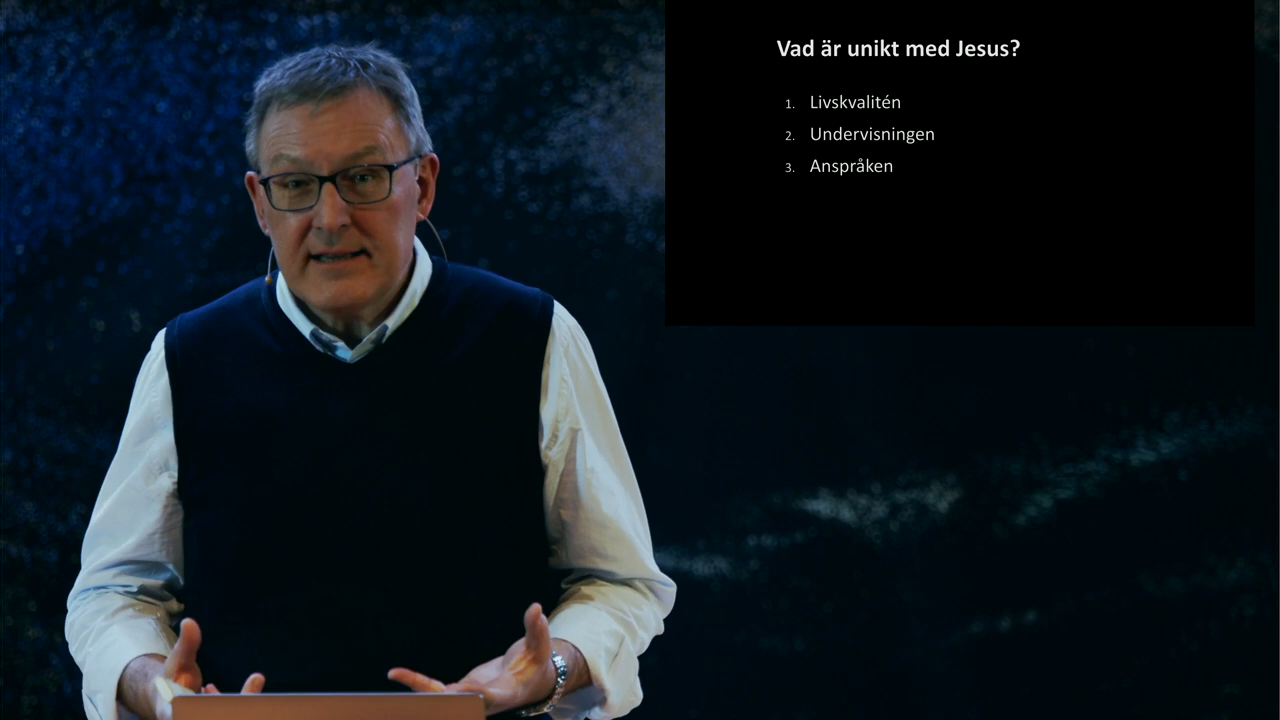 Vad är unikt med Jesus?
1. Livskvalitén
2. Undervisningen
3. Anspråken